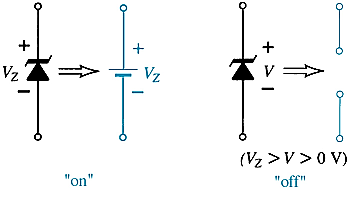 + + +
V_Z V_Z V
− − −
(V_Z > V > 0 V)
"on" "off"